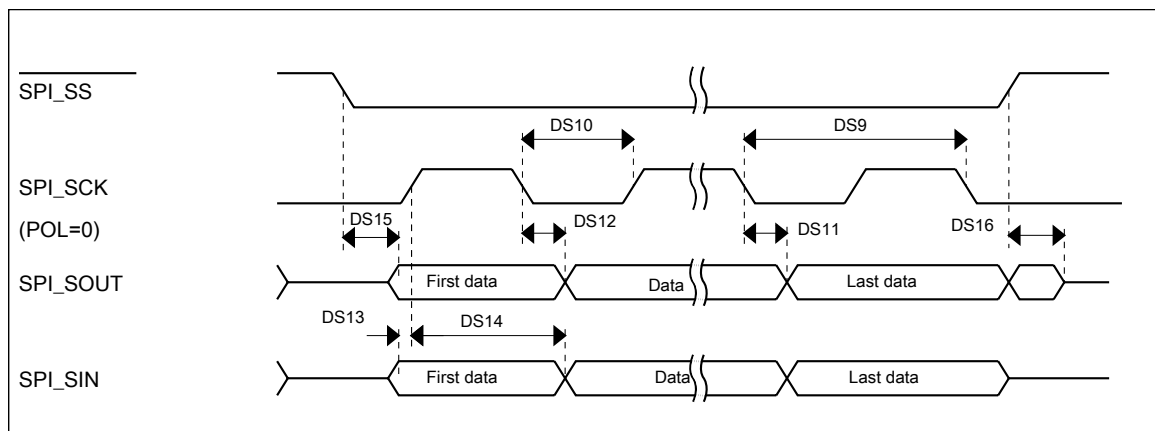 SPI_SS
DS10
DS9
SPI_SCK
(POL=0)
DS15
DS12
DS11
DS16
SPI_SOUT
First data
Data
Last data
DS13
DS14
SPI_SIN
First data
Data
Last data